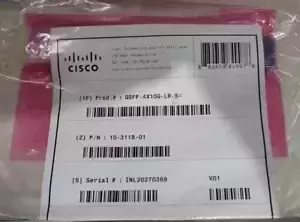 CISCO
(1P) Prod.# : QSFP-4X10G-LR-S=
(Z) P/N : 10-3118-01
(S) Serial # : INL20270369
V01